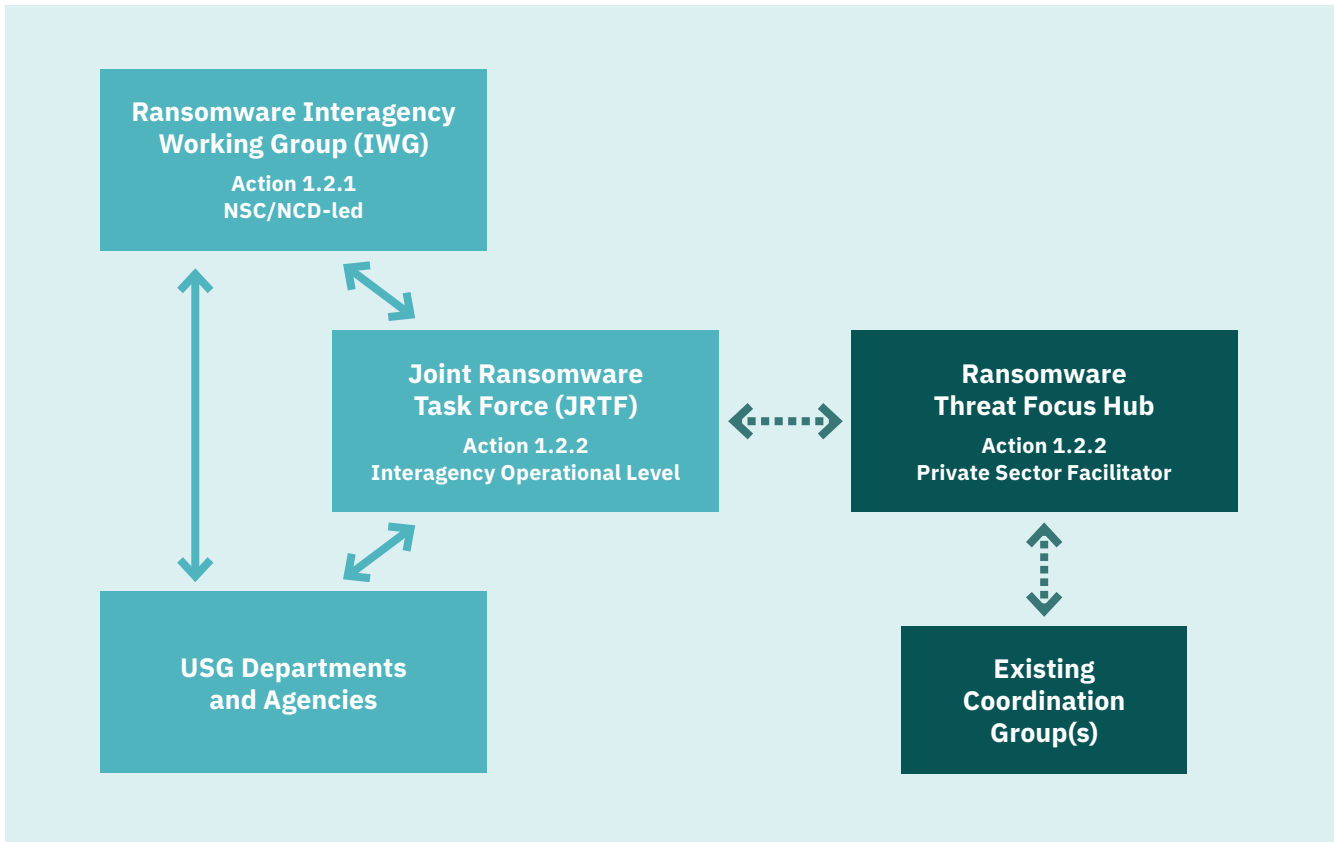 Ransomware Interagency
Working Group (IWG)
Action 1.2.1
NSC/NCD-led
Joint Ransomware
Task Force (JRTF)
Action 1.2.2
Interagency Operational Level
Ransomware
Threat Focus Hub
Action 1.2.2
Private Sector Facilitator
USG Departments
and Agencies
Existing
Coordination
Group(s)